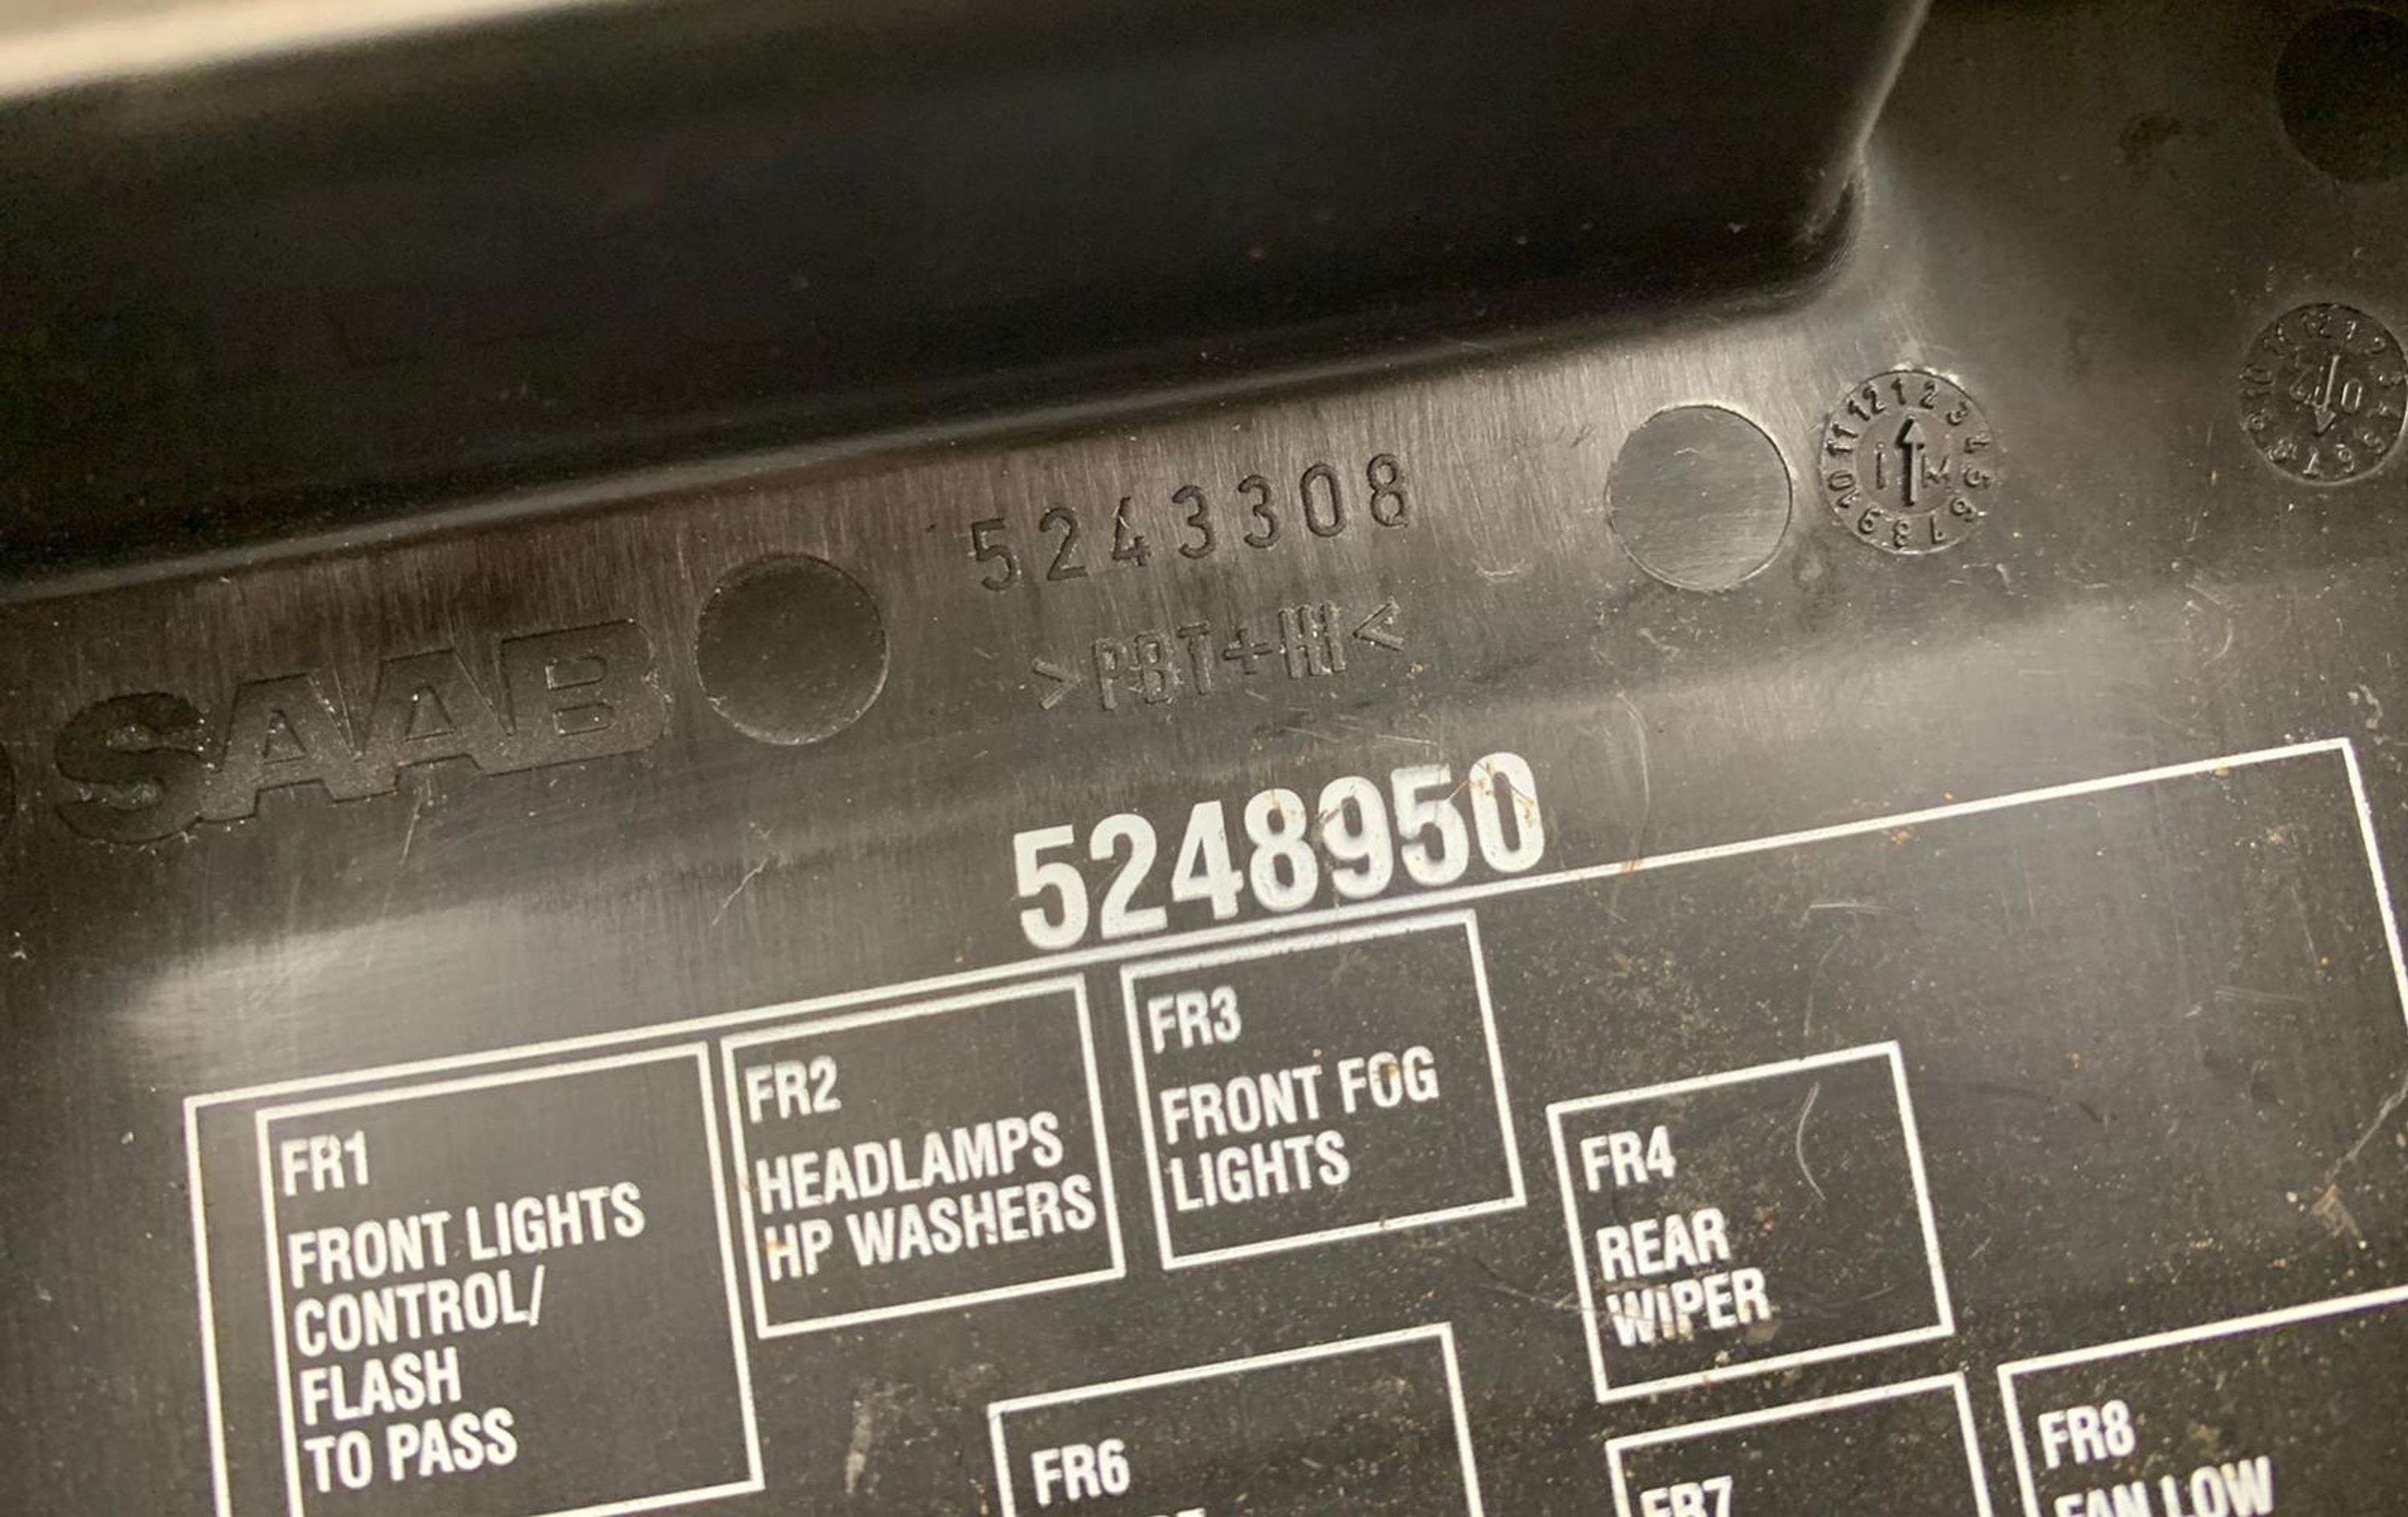 5243308
>PBT+HI<
SAAB
5248950
FR1
FRONT LIGHTS
CONTROL/
FLASH
TO PASS
FR2
HEADLAMPS
HP WASHERS
FR3
FRONT FOG
LIGHTS
FR4
REAR
WIPER
FR6
FR7
FR8
FAN LOW